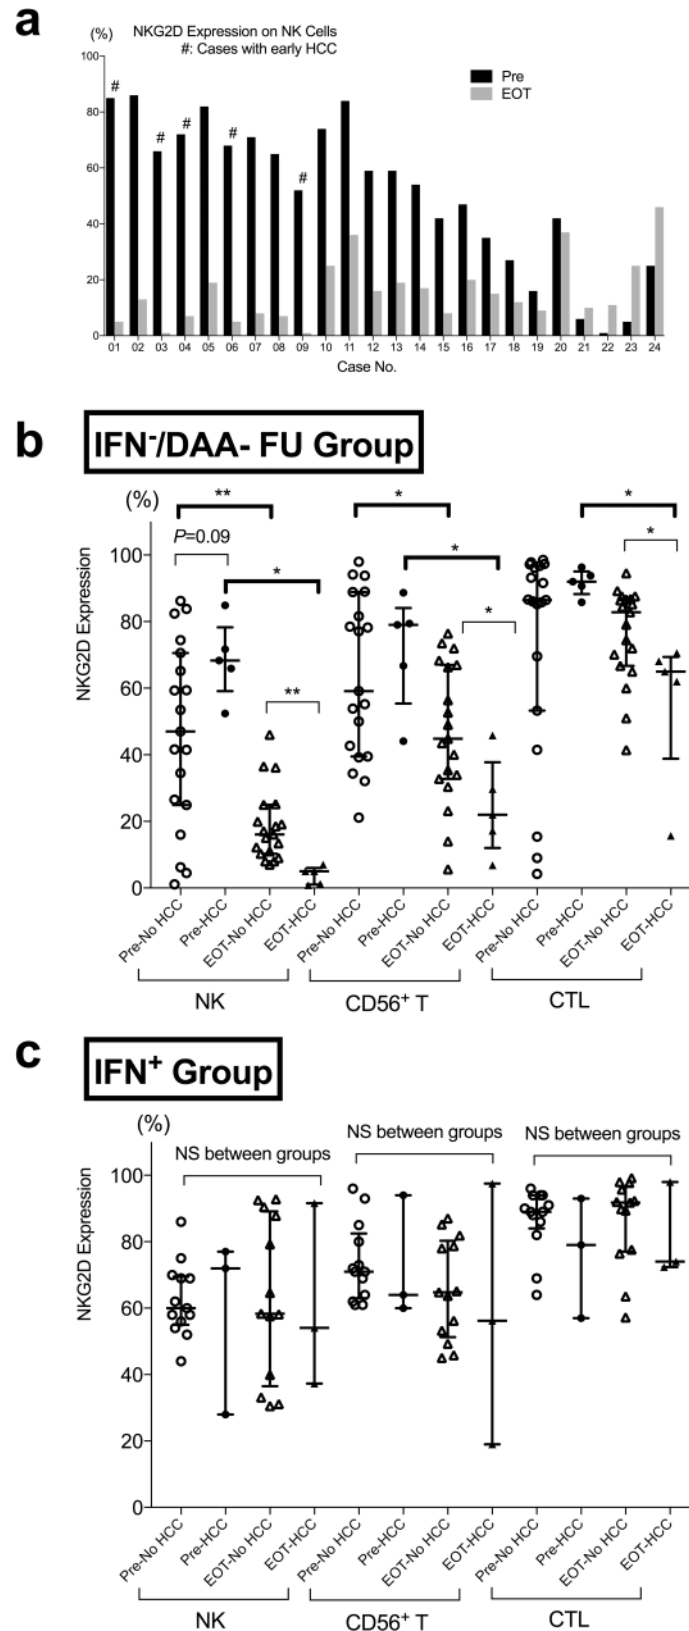 a
(%)
NKG2D Expression on NK Cells
#: Cases with early HCC
Pre
EOT
100
80
60
40
20
0
# # # # #
01 02 03 04 05 06 07 08 09 10 11 12 13 14 15 16 17 18 19 20 21 22 23 24
Case No.
b
IFN⁻/DAA- FU Group
(%)
** * *
P=0.09 * * *
** *
NKG2D Expression
100
80
60
40
20
0
Pre-No HCC Pre-HCC EOT-No HCC EOT-HCC Pre-No HCC Pre-HCC EOT-No HCC EOT-HCC Pre-No HCC Pre-HCC EOT-No HCC EOT-HCC
NK CD56⁺ T CTL
c
IFN⁺ Group
(%)
NS between groups NS between groups NS between groups
NKG2D Expression
100
80
60
40
20
0
Pre-No HCC Pre-HCC EOT-No HCC EOT-HCC Pre-No HCC Pre-HCC EOT-No HCC EOT-HCC Pre-No HCC Pre-HCC EOT-No HCC EOT-HCC
NK CD56⁺ T CTL